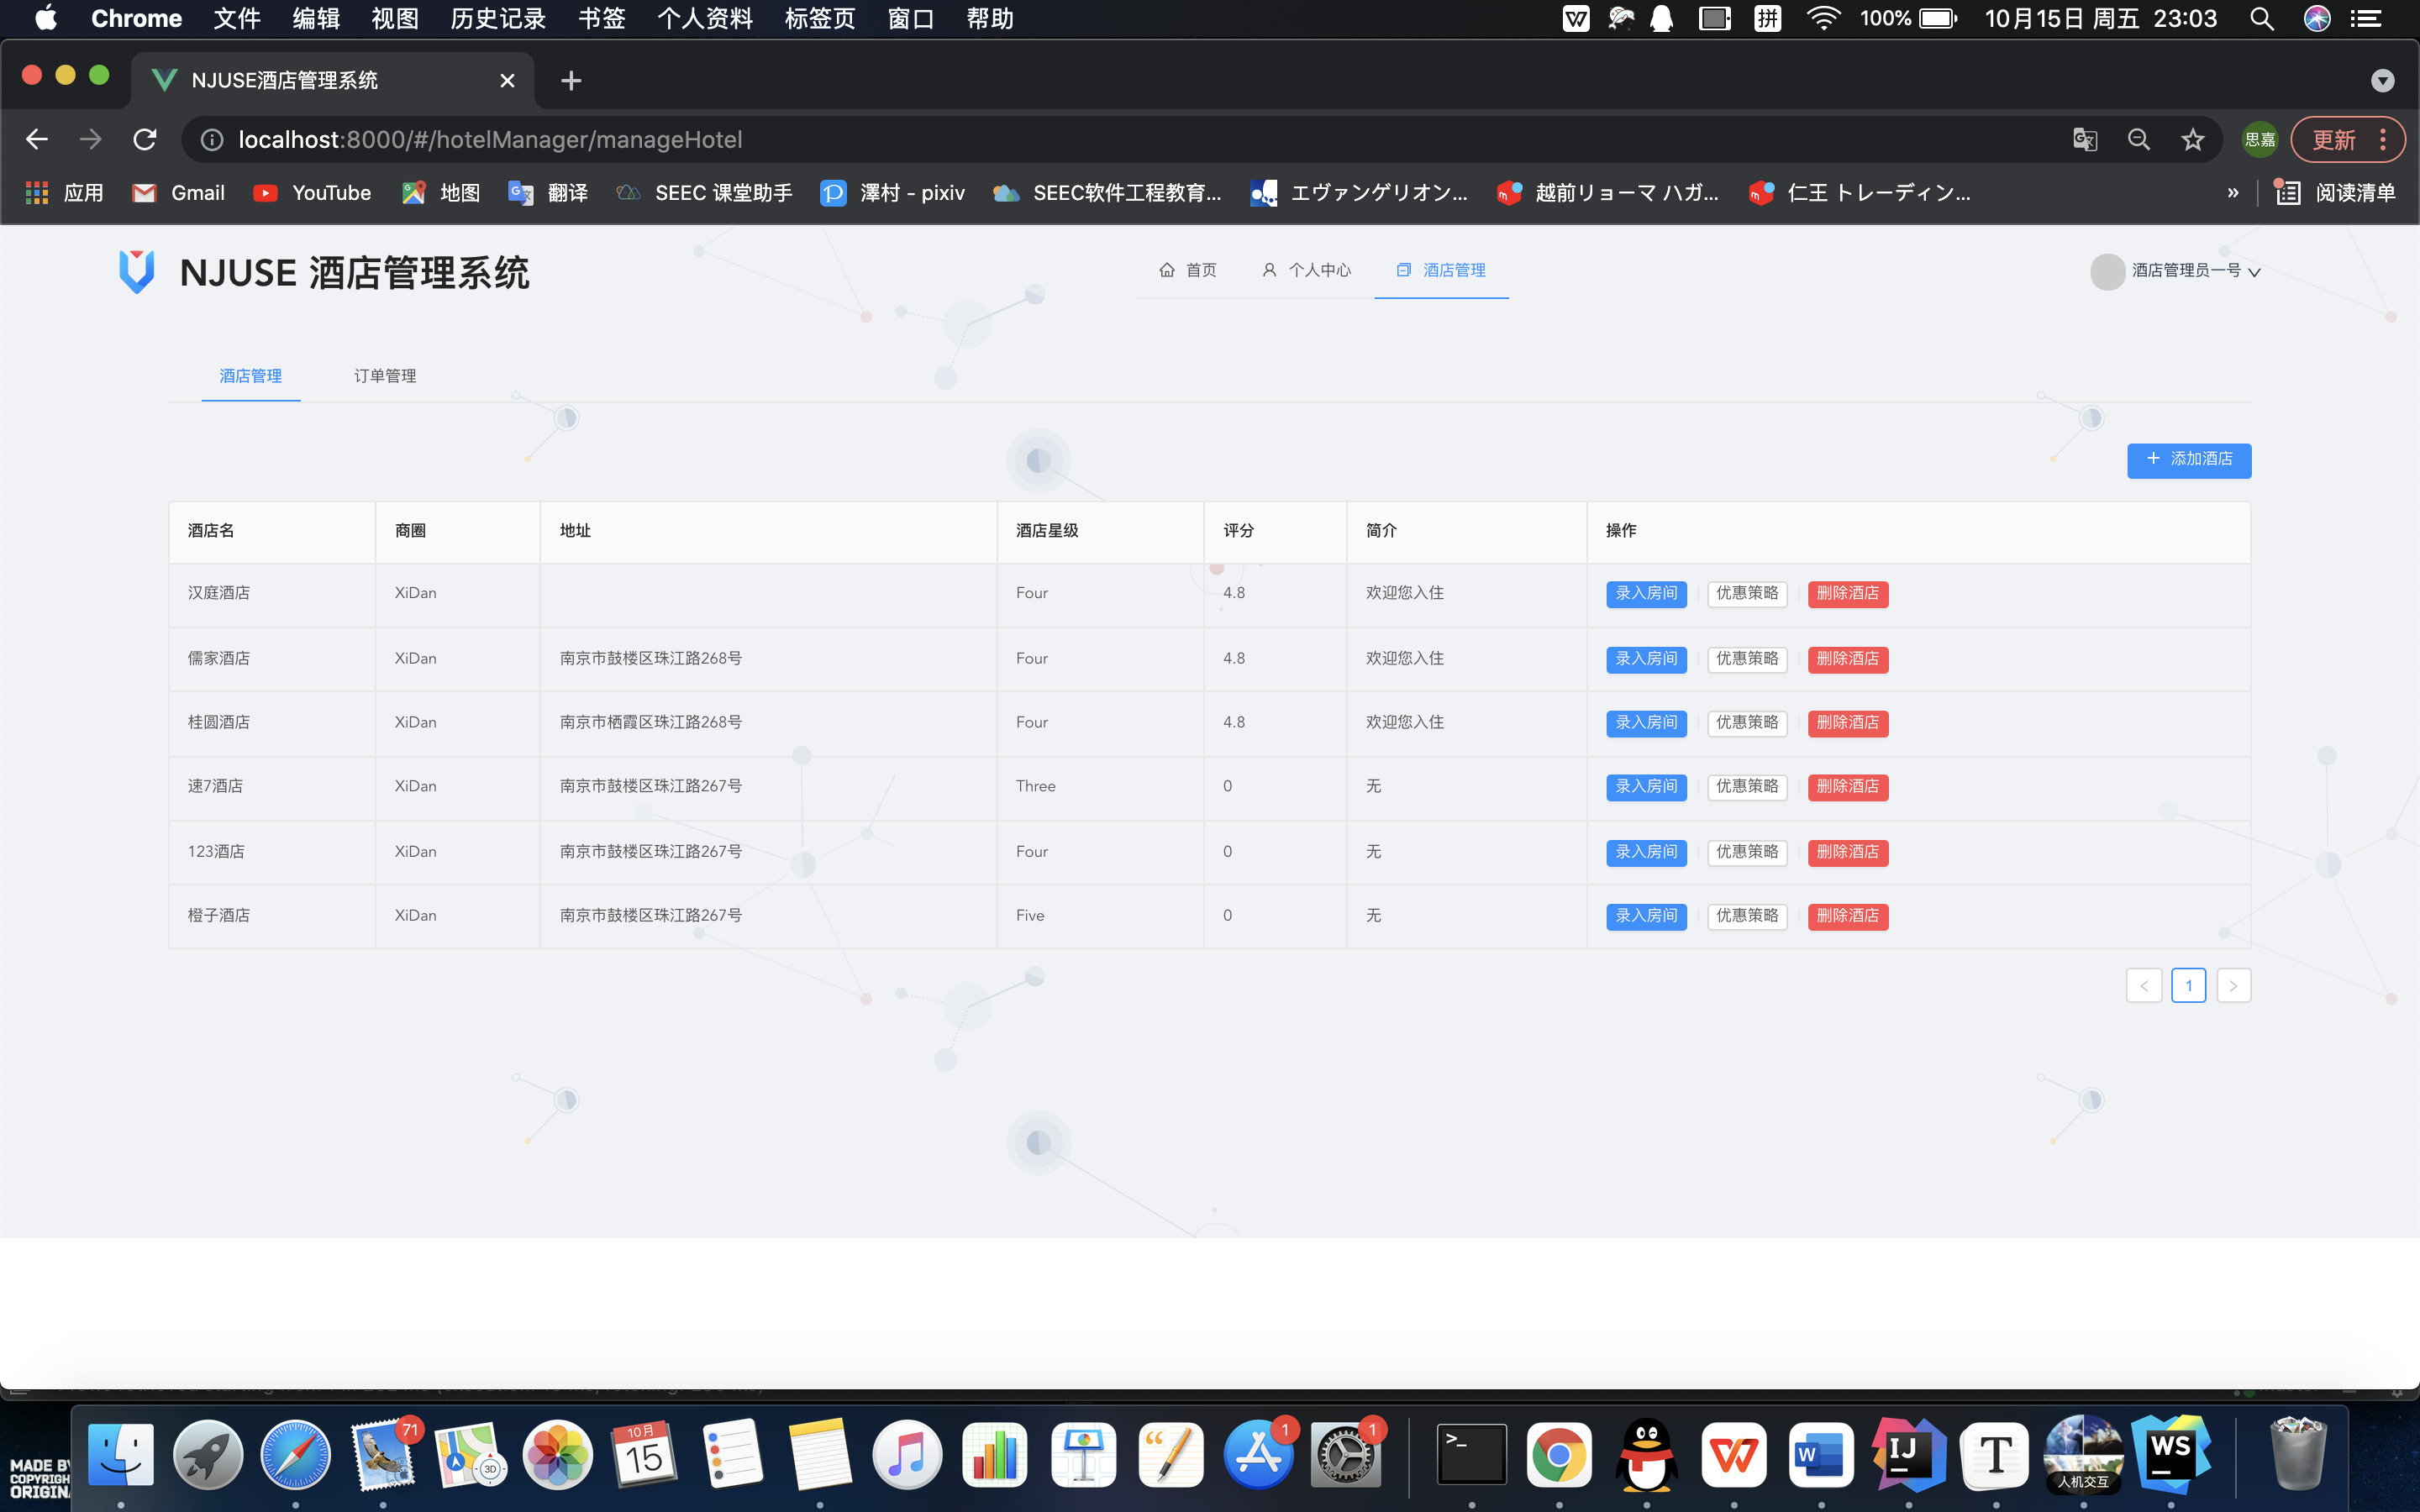 Chrome 文件 编辑 视图 历史记录 书签 个人资料 标签页 窗口 帮助 拼 100% 10月15日 周五 23:03
NJUSE酒店管理系统
localhost:8000/#/hotelManager/manageHotel 思嘉 更新
应用 Gmail YouTube 地图 翻译 SEEC 课堂助手 澤村 - pixiv SEEC软件工程教育... エヴァンゲリオン... 越前リョーマ ハガ... 仁王 トレーディン... » 阅读清单
NJUSE 酒店管理系统 首页 个人中心 酒店管理 酒店管理员一号
酒店管理 订单管理
+ 添加酒店
酒店名 商圈 地址 酒店星级 评分 简介 操作
汉庭酒店 XiDan Four 4.8 欢迎您入住 录入房间 优惠策略 删除酒店
儒家酒店 XiDan 南京市鼓楼区珠江路268号 Four 4.8 欢迎您入住 录入房间 优惠策略 删除酒店
桂圆酒店 XiDan 南京市栖霞区珠江路268号 Four 4.8 欢迎您入住 录入房间 优惠策略 删除酒店
速7酒店 XiDan 南京市鼓楼区珠江路267号 Three 0 无 录入房间 优惠策略 删除酒店
123酒店 XiDan 南京市鼓楼区珠江路267号 Four 0 无 录入房间 优惠策略 删除酒店
橙子酒店 XiDan 南京市鼓楼区珠江路267号 Five 0 无 录入房间 优惠策略 删除酒店
< 1 >
71 10月 15 3D 1 1 >_ W IJ T WS
人机交互
MADE BY
COPYRIGH
ORIGINA